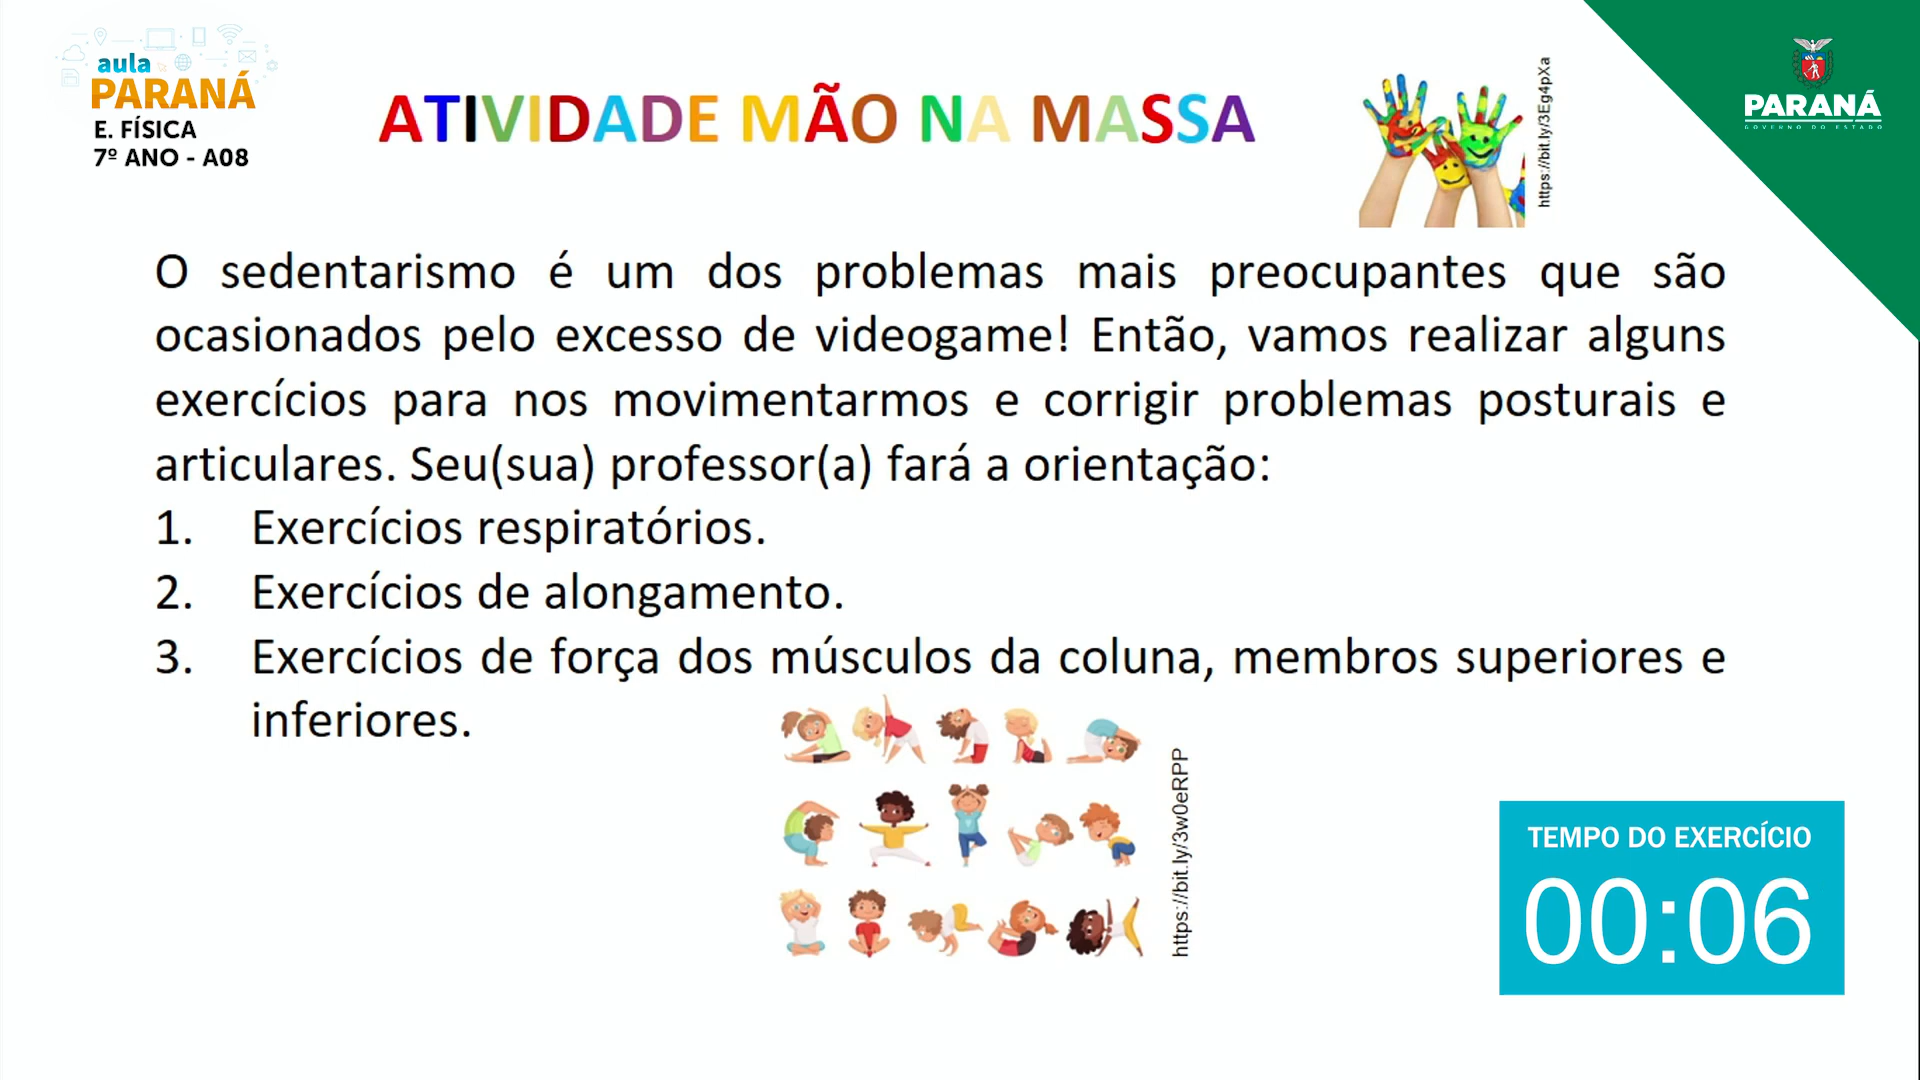 aula
PARANÁ
E. FÍSICA
7º ANO - A08
ATIVIDADE MÃO NA MASSA
https://bit.ly/3Eg4pXa
PARANÁ
GOVERNO DO ESTADO
O sedentarismo é um dos problemas mais preocupantes que são
ocasionados pelo excesso de videogame! Então, vamos realizar alguns
exercícios para nos movimentarmos e corrigir problemas posturais e
articulares. Seu(sua) professor(a) fará a orientação:
1. Exercícios respiratórios.
2. Exercícios de alongamento.
3. Exercícios de força dos músculos da coluna, membros superiores e
inferiores.
https://bit.ly/3w0eRPP
TEMPO DO EXERCÍCIO
00:06